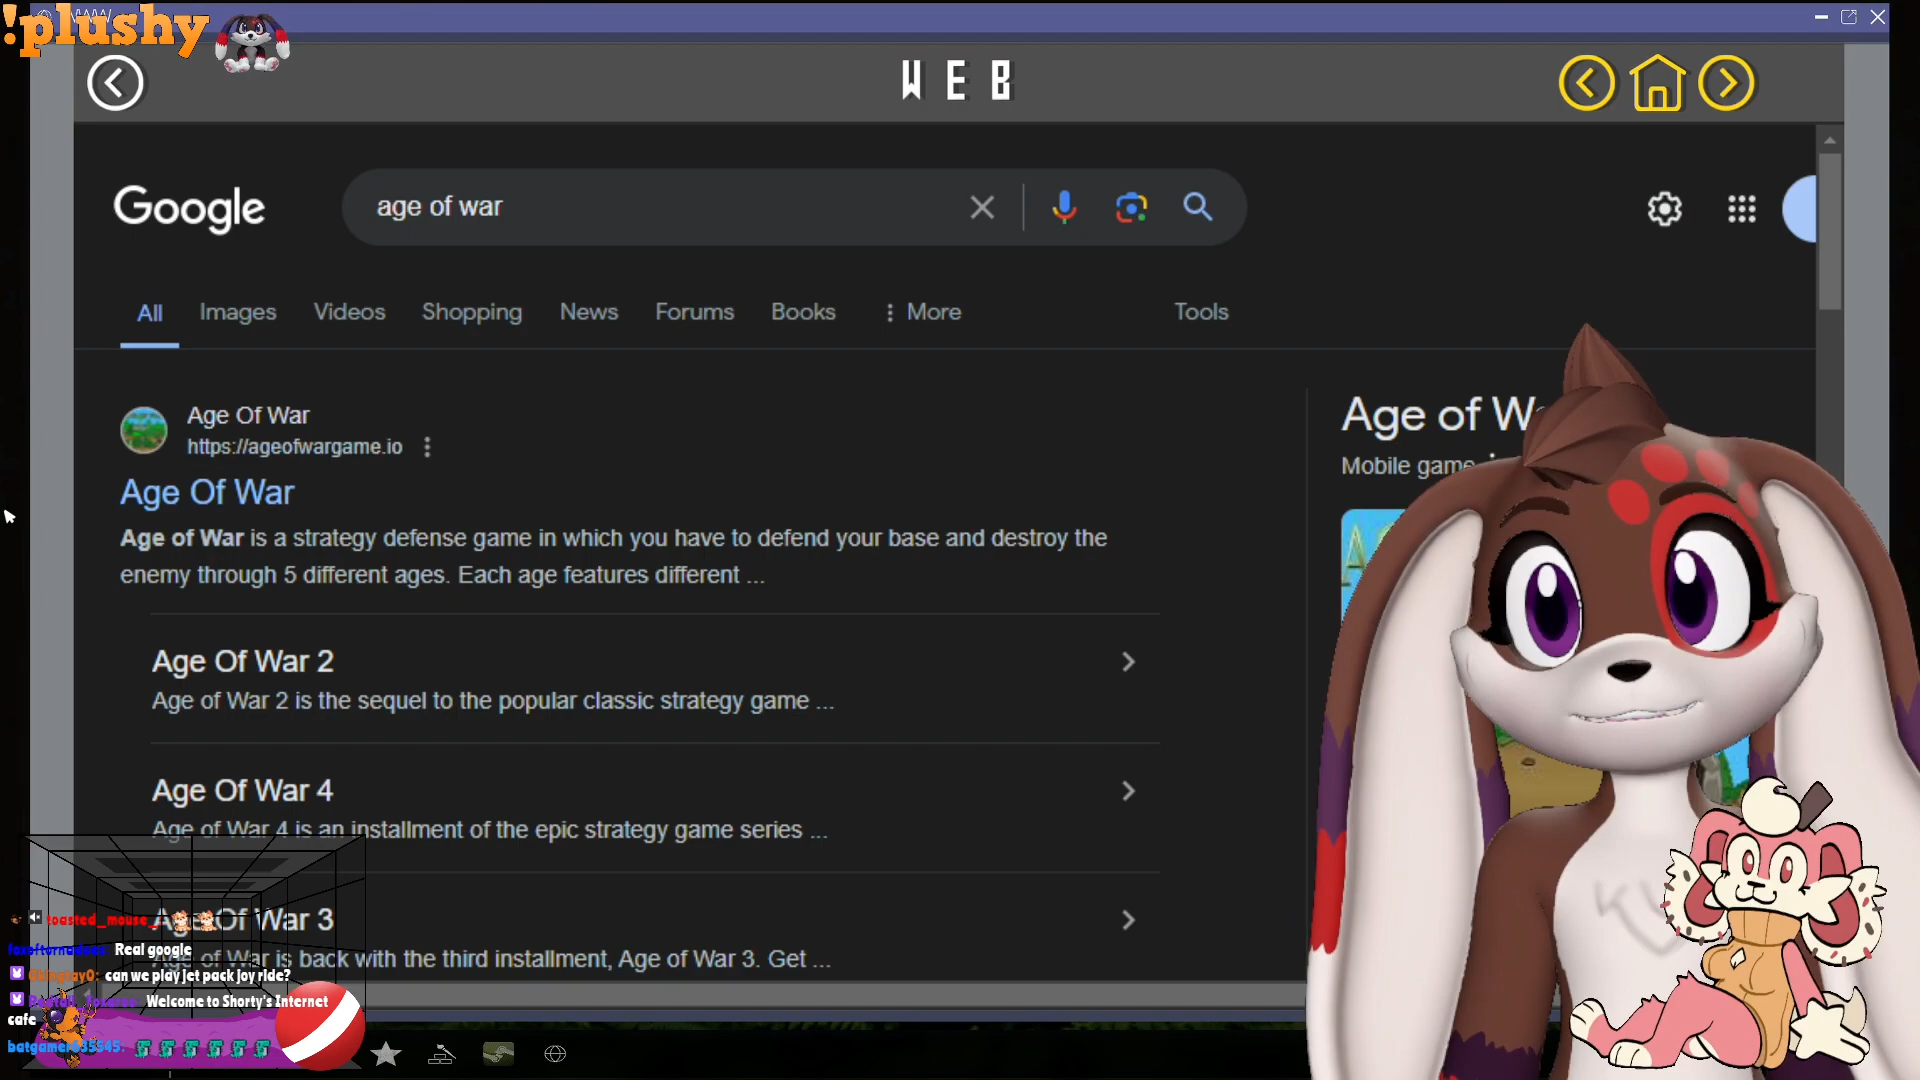 !plushy
WEB
Google
age of war
All Images Videos Shopping News Forums Books More Tools
Age Of War
https://ageofwargame.io
Age Of War
Age of War is a strategy defense game in which you have to defend your base and destroy the
enemy through 5 different ages. Each age features different ...
Age Of War 2
Age of War 2 is the sequel to the popular classic strategy game ...
Age Of War 4
Age of War 4 is an installment of the epic strategy game series ...
Age Of War 3
Age of War is back with the third installment, Age of War 3. Get ...
Age of W
Mobile game
toasted_mouse_
Real google
can we play jet pack joy ride?
Welcome to Shorty's Internet
cafe